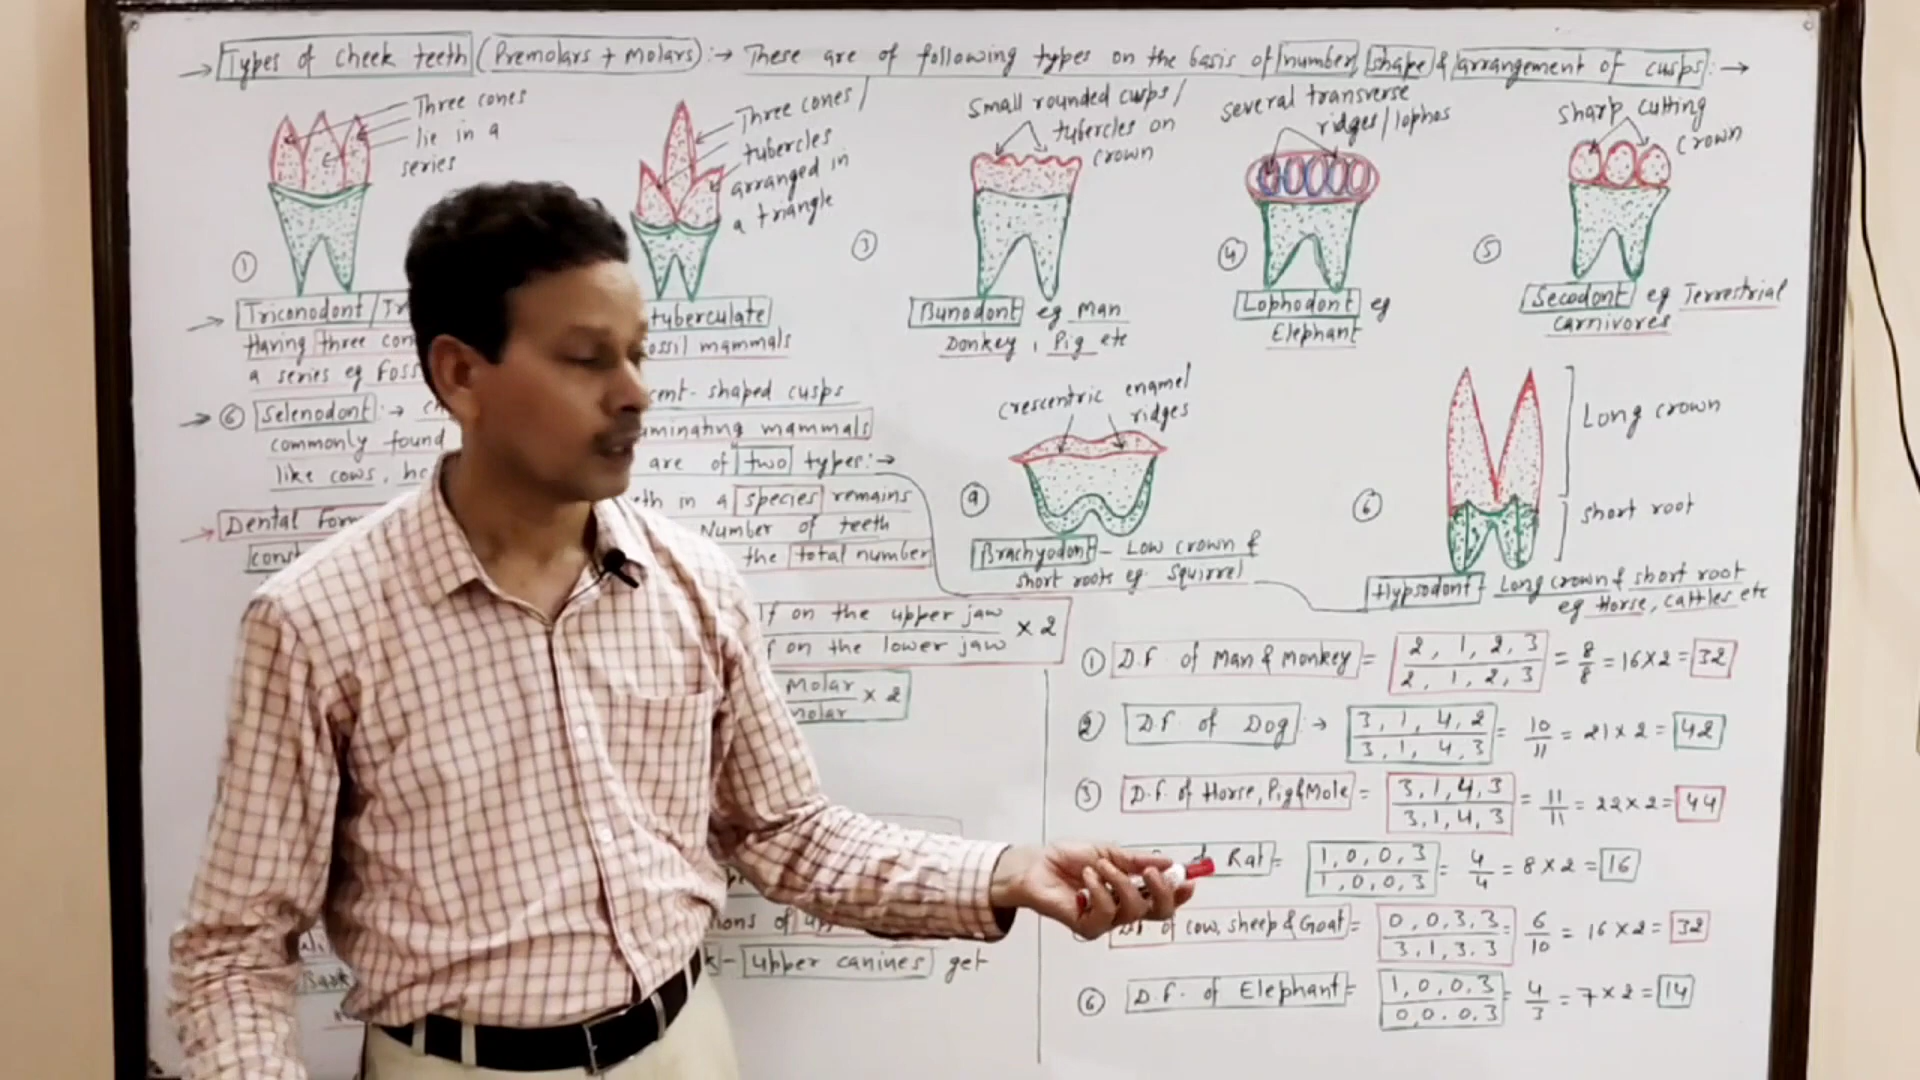 → Types of cheek teeth (Premolars + Molars) :→ These are of following types on the basis of number, shape & arrangement of cusps :→
Three cones
lie in a
series
①
Three cones /
tubercles
arranged in
a triangle
Small rounded cusps /
tubercles on
crown
③
several transverse
ridges / lophos
④
Sharp cutting
crown
⑤
→ Triconodont /
Having three
a series eg
tuberculate
mammals
Bunodont eg Man
Donkey, Pig etc
Lophodont eg
Elephant
Secodont eg Terrestrial
carnivores
→ ⑥ Selenodont :→
commonly found
like cows,
shaped cusps
mammals
are of two types :→
crescentric enamel
ridges
⑨
Brachyodont - Low crown &
short roots eg. Squirrel
Long crown
short root
⑥
Hypsodont - Long crown & short root
eg Horse, cattles etc
→ Dental
in a species remains
Number of teeth
the total number
on the upper jaw × 2
on the lower jaw
Molar × 2
Molar
① D.F. of Man & Monkey = 2, 1, 2, 3 / 2, 1, 2, 3 = 8/8 = 16×2 = 32
② D.F. of Dog → 3, 1, 4, 2 / 3, 1, 4, 3 = 10/11 = 21×2 = 42
③ D.F. of Horse, Pig & Mole = 3, 1, 4, 3 / 3, 1, 4, 3 = 11/11 = 22×2 = 44
Rat = 1, 0, 0, 3 / 1, 0, 0, 3 = 4/4 = 8×2 = 16
of cow, sheep & Goat = 0, 0, 3, 3 / 3, 1, 3, 3 = 6/10 = 16×2 = 32
⑥ D.F. of Elephant = 1, 0, 0, 3 / 0, 0, 0, 3 = 4/3 = 7×2 = 14
of
upper canines get